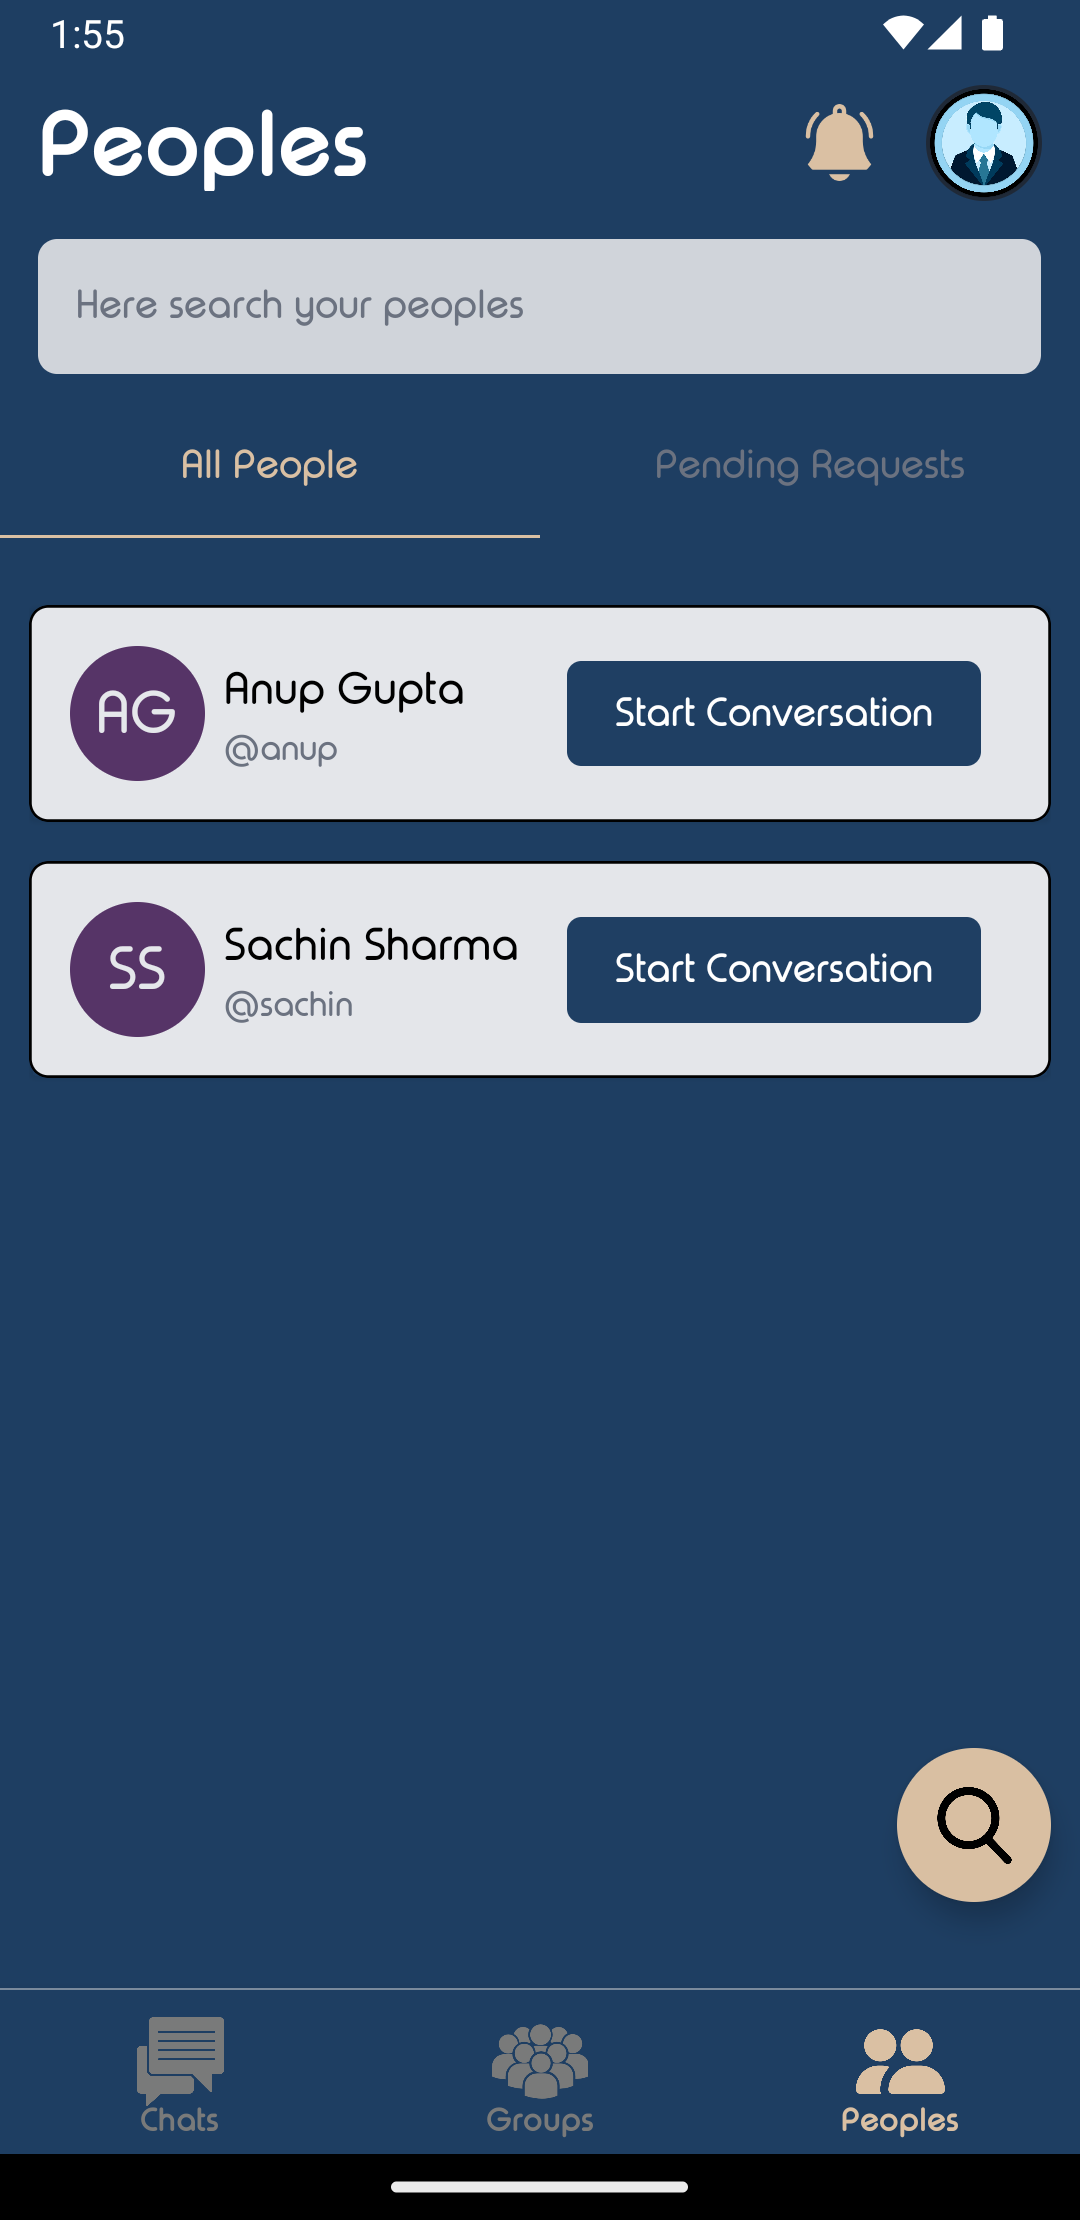 1:55
Peoples
Here search your peoples
All People
Pending Requests
AG
Anup Gupta
@anup
Start Conversation
SS
Sachin Sharma
@sachin
Start Conversation
Chats
Groups
Peoples